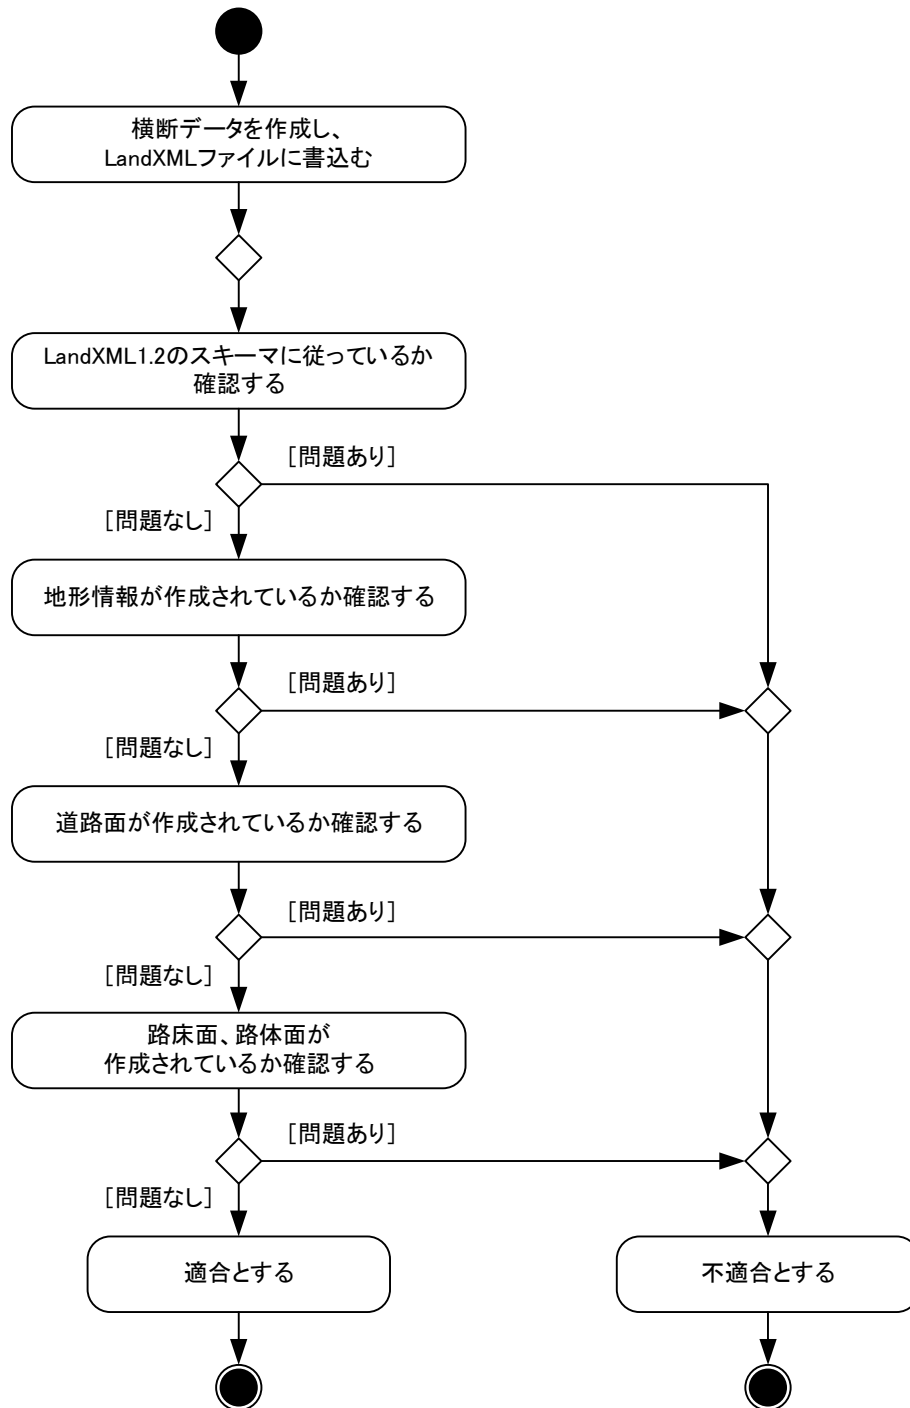 横断データを作成し、
LandXMLファイルに書込む
LandXML1.2のスキーマに従っているか
確認する
[問題あり]
[問題なし]
地形情報が作成されているか確認する
[問題あり]
[問題なし]
道路面が作成されているか確認する
[問題あり]
[問題なし]
路床面、路体面が
作成されているか確認する
[問題あり]
[問題なし]
適合とする
不適合とする